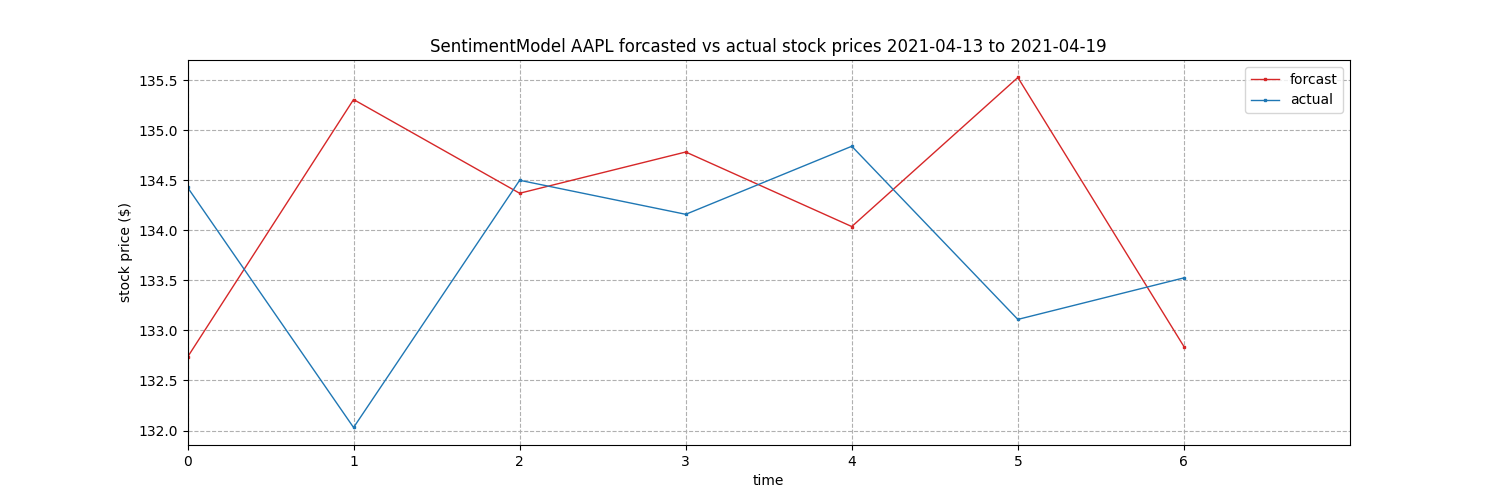 SentimentModel AAPL forcasted vs actual stock prices 2021-04-13 to 2021-04-19
forcast
actual
135.5
135.0
134.5
134.0
133.5
133.0
132.5
132.0
stock price ($)
0 1 2 3 4 5 6
time